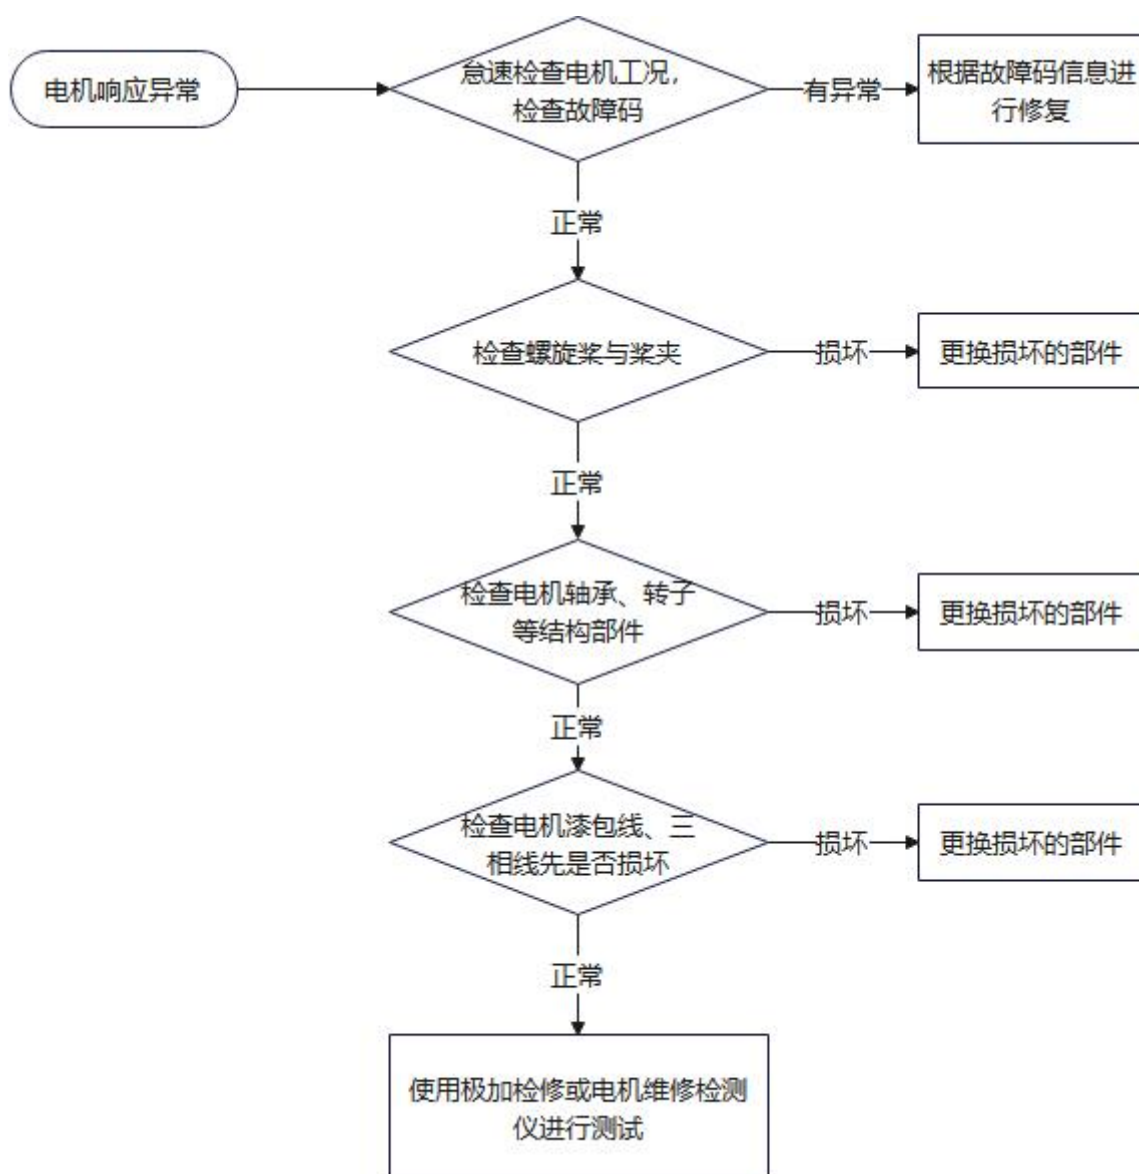 电机响应异常
怠速检查电机工况，
检查故障码
有异常
根据故障码信息进
行修复
正常
检查螺旋桨与桨夹
损坏
更换损坏的部件
正常
检查电机轴承、转子
等结构部件
损坏
更换损坏的部件
正常
检查电机漆包线、三
相线先是否损坏
损坏
更换损坏的部件
正常
使用极加检修或电机维修检测
仪进行测试